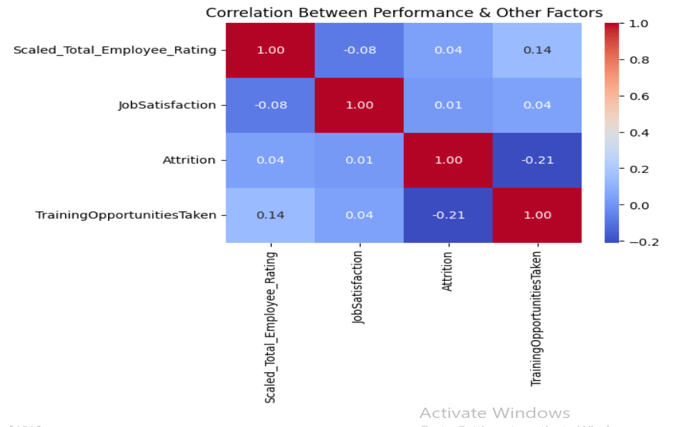 Correlation Between Performance & Other Factors
Scaled_Total_Employee_Rating 1.00 -0.08 0.04 0.14
JobSatisfaction -0.08 1.00 0.01 0.04
Attrition 0.04 0.01 1.00 -0.21
TrainingOpportunitiesTaken 0.14 0.04 -0.21 1.00
Scaled_Total_Employee_Rating
JobSatisfaction
Attrition
TrainingOpportunitiesTaken
1.0
0.8
0.6
0.4
0.2
0.0
−0.2
Activate Windows